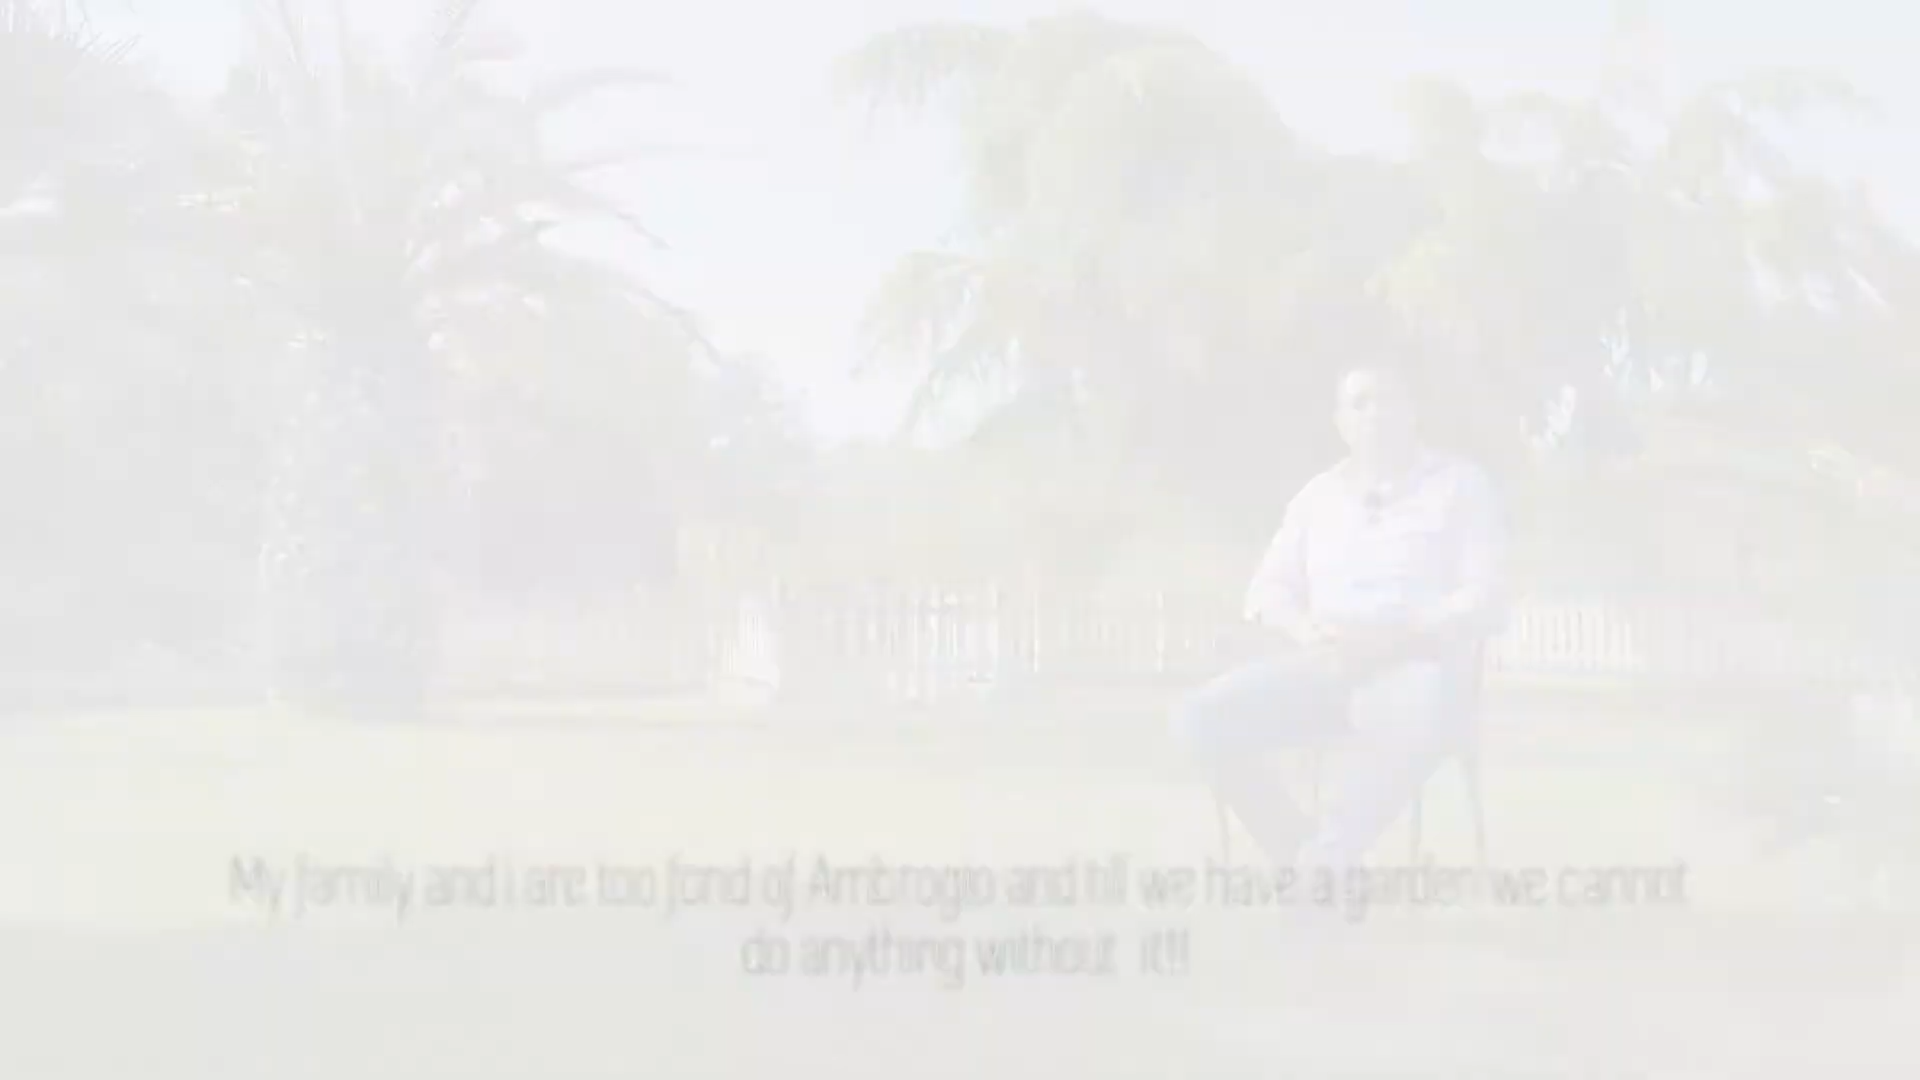 My family and i are too fond of Ambrogio and till we have a garden we cannot
do anything without it!!